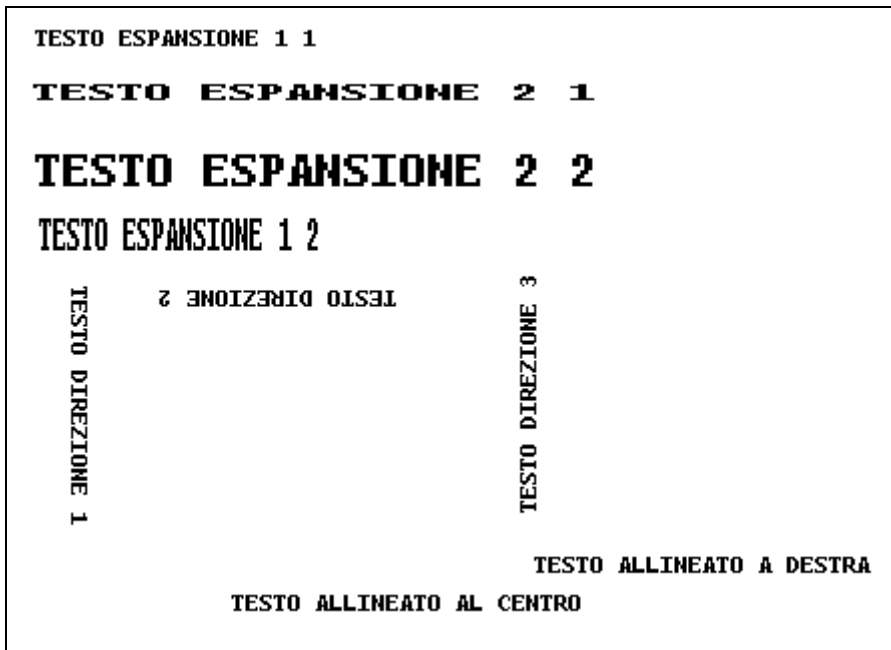 TESTO ESPANSIONE 1 1
TESTO ESPANSIONE 2 1
TESTO ESPANSIONE 2 2
TESTO ESPANSIONE 1 2
TESTO DIREZIONE 1
TESTO DIREZIONE 2
TESTO DIREZIONE 3
TESTO ALLINEATO A DESTRA
TESTO ALLINEATO AL CENTRO